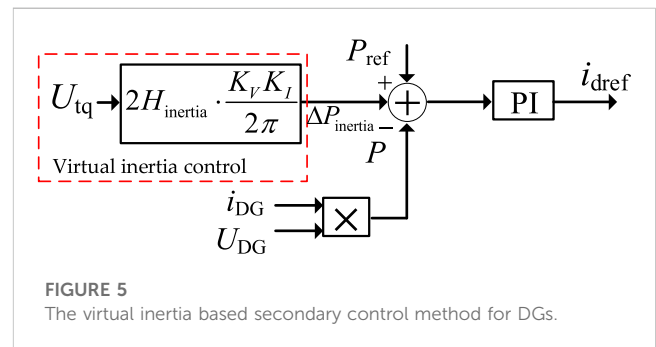 P_ref
U_tq
2H_inertia · K_V K_I / 2π
+
+
ΔP_inertia
−
PI
i_dref
Virtual inertia control
P
i_DG
U_DG
×
FIGURE 5
The virtual inertia based secondary control method for DGs.